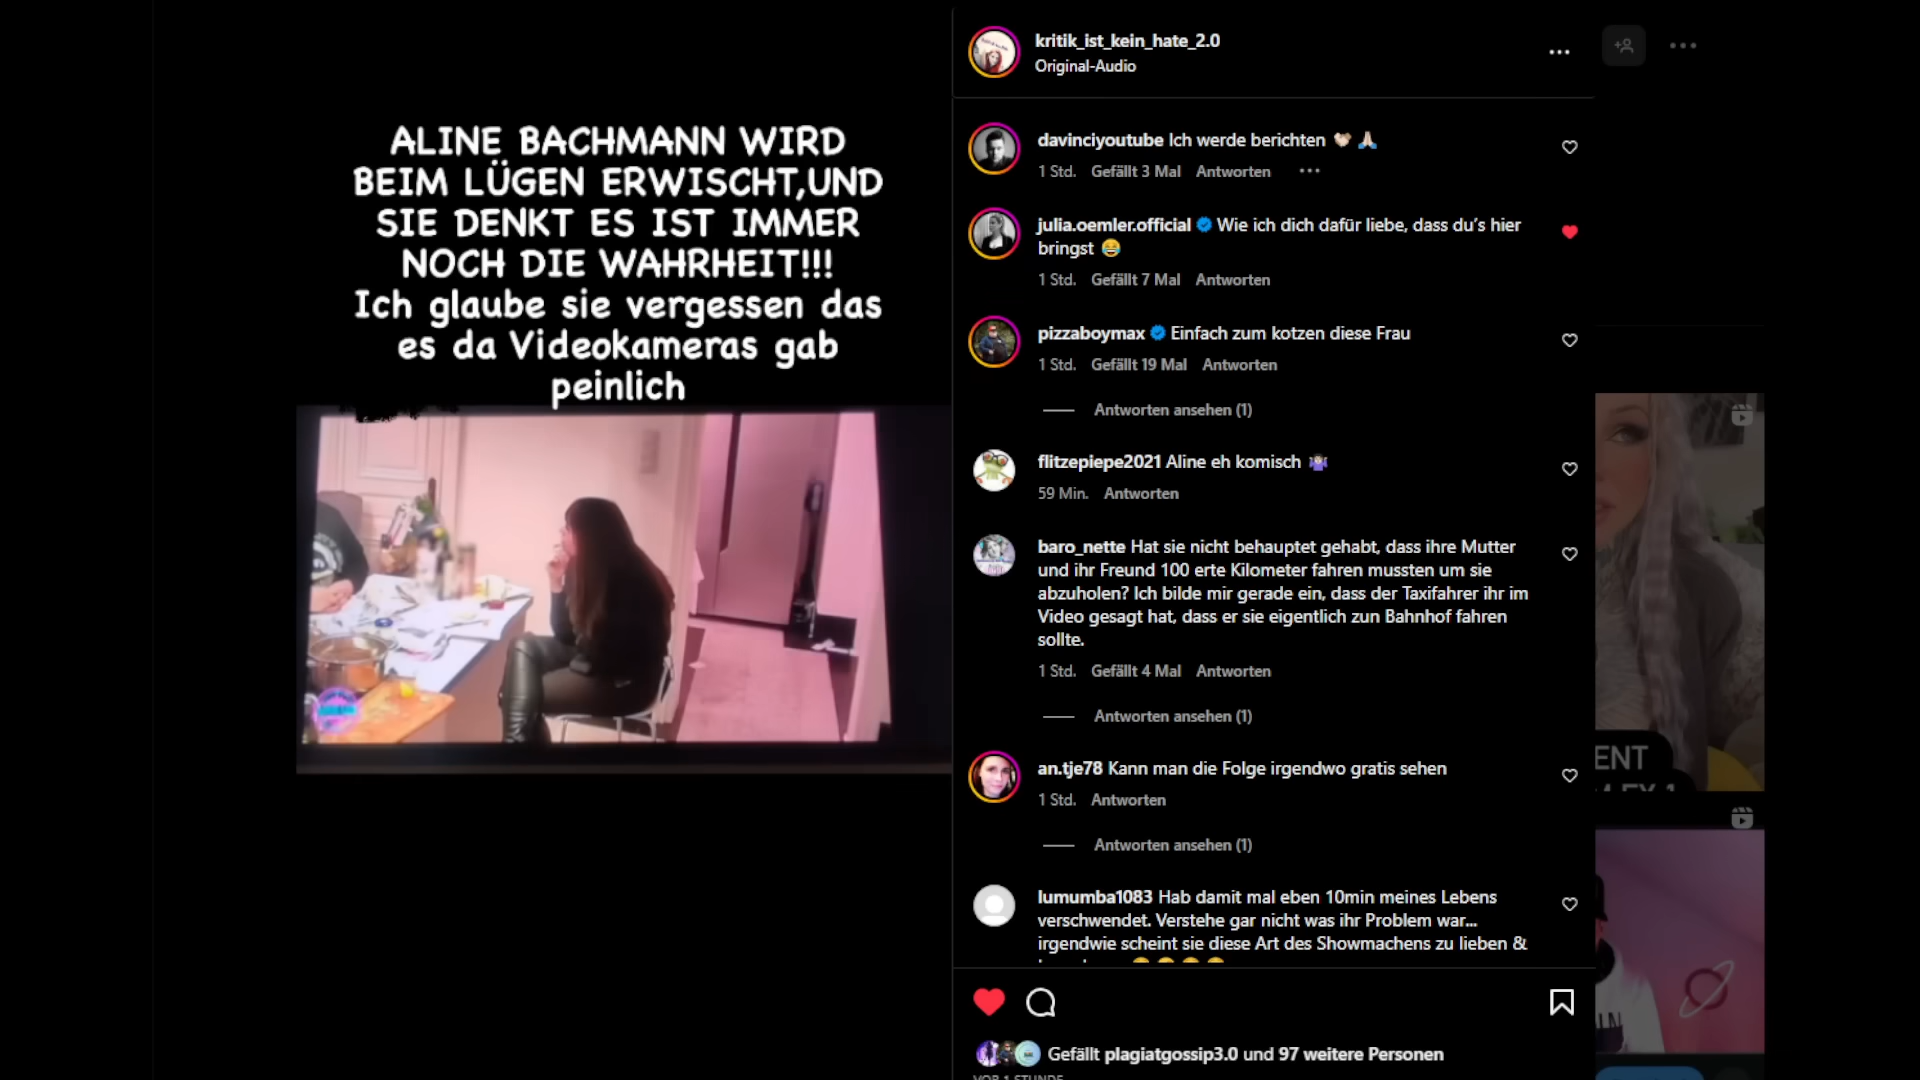 ALINE BACHMANN WIRD
BEIM LÜGEN ERWISCHT,UND
SIE DENKT ES IST IMMER
NOCH DIE WAHRHEIT!!!
Ich glaube sie vergessen das
es da Videokameras gab
peinlich
kritik_ist_kein_hate_2.0
Original-Audio
davinciyoutube Ich werde berichten 🤝🏻 🙏🏻
1 Std. Gefällt 3 Mal Antworten
julia.oemler.official Wie ich dich dafür liebe, dass du’s hier
bringst 😂
1 Std. Gefällt 7 Mal Antworten
pizzaboymax Einfach zum kotzen diese Frau
1 Std. Gefällt 19 Mal Antworten
Antworten ansehen (1)
flitzepiepe2021 Aline eh komisch 🤷🏻‍♀️
59 Min. Antworten
baro_nette Hat sie nicht behauptet gehabt, dass ihre Mutter
und ihr Freund 100 erte Kilometer fahren mussten um sie
abzuholen? Ich bilde mir gerade ein, dass der Taxifahrer ihr im
Video gesagt hat, dass er sie eigentlich zun Bahnhof fahren
sollte.
1 Std. Gefällt 4 Mal Antworten
Antworten ansehen (1)
an.tje78 Kann man die Folge irgendwo gratis sehen
1 Std. Antworten
Antworten ansehen (1)
lumumba1083 Hab damit mal eben 10min meines Lebens
verschwendet. Verstehe gar nicht was ihr Problem war...
irgendwie scheint sie diese Art des Showmachens zu lieben &
Gefällt plagiatgossip3.0 und 97 weitere Personen
VOR 1 STUNDE
ENT